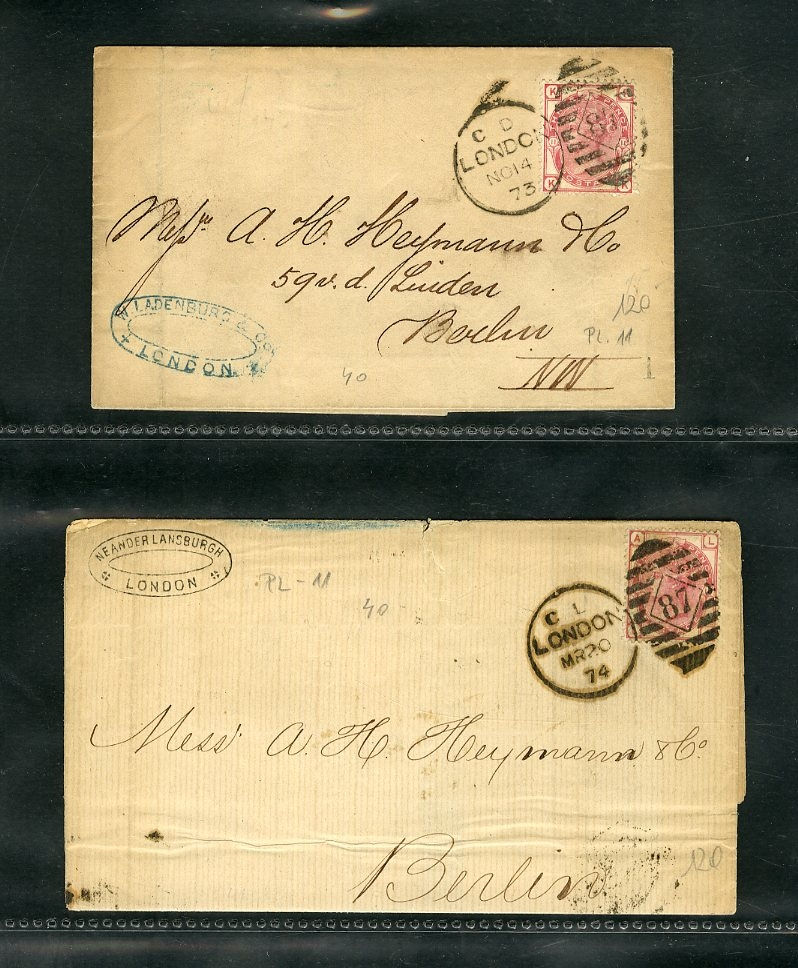 C D
LONDON
NO14
73
K K
K K
Messrs A. H. Heymann & Co
59 v. d. Linden
Berlin
NW
W. LADENBURG & Co
LONDON
120
PL. 11
40
NEANDER LANSBURGH
LONDON
PL - 11
40
A L
87
C L
LONDON
MR20
74
Mess' A. H. Heymann & Co
Berlin
120